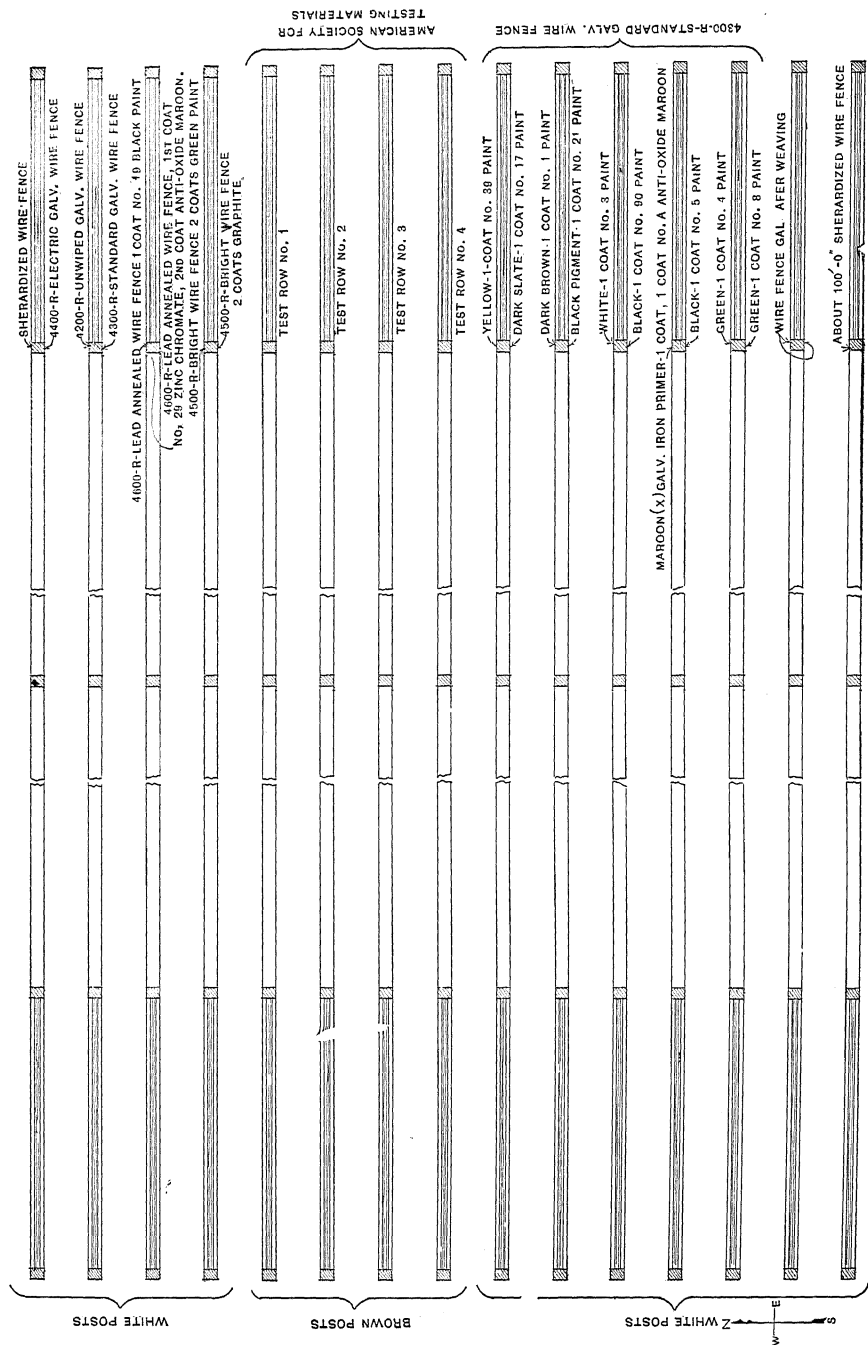 AMERICAN SOCIETY FOR
TESTING MATERIALS
4300-R-STANDARD GALV. WIRE FENCE
SHERARDIZED WIRE-FENCE
4400-R-ELECTRIC GALV. WIRE FENCE
4200-R-UNWIPED GALV. WIRE FENCE
4300-R-STANDARD GALV. WIRE FENCE
4600-R-LEAD ANNEALED WIRE FENCE 1 COAT No. 19 BLACK PAINT
4600-R-LEAD ANNEALED WIRE FENCE, 1ST COAT
No, 29 ZINC CHROMATE, 2ND COAT ANTI-OXIDE MAROON.
4500-R-BRIGHT WIRE FENCE 2 COATS GREEN PAINT
4500-R-BRIGHT WIRE FENCE
2 COATS GRAPHITE
TEST ROW No. 1
TEST ROW No. 2
TEST ROW No. 3
TEST ROW No. 4
YELLOW-1-COAT No. 39 PAINT
DARK SLATE-1 COAT No. 17 PAINT
DARK BROWN-1 COAT No. 1 PAINT
BLACK PIGMENT-1 COAT No. 21 PAINT
WHITE-1 COAT No. 3 PAINT
BLACK-1 COAT No. 90 PAINT
MAROON(X)GALV. IRON PRIMER-1 COAT, 1 COAT No. A ANTI-OXIDE MAROON
BLACK-1 COAT No. 5 PAINT
GREEN-1 COAT No. 4 PAINT
GREEN-1 COAT No. 8 PAINT
WIRE FENCE GAL. AFER WEAVING
ABOUT 100'-0" SHERARDIZED WIRE FENCE
WHITE POSTS
BROWN POSTS
WHITE POSTS
N
E
S
W